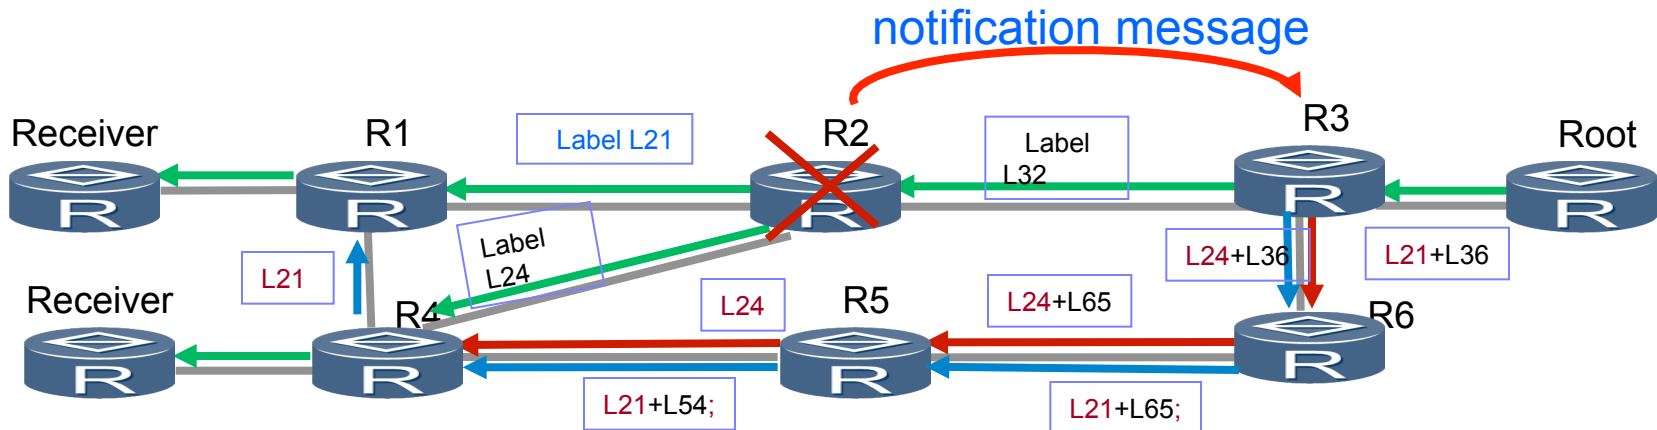 notification message
Receiver
R1
Label L21
R2
Label
L32
R3
Root
R
R
R
R
R
Label
L24
L21
L24+L36
L21+L36
Receiver
R4
L24
R5
L24+L65
R6
R
R
R
R
L21+L54;
L21+L65;